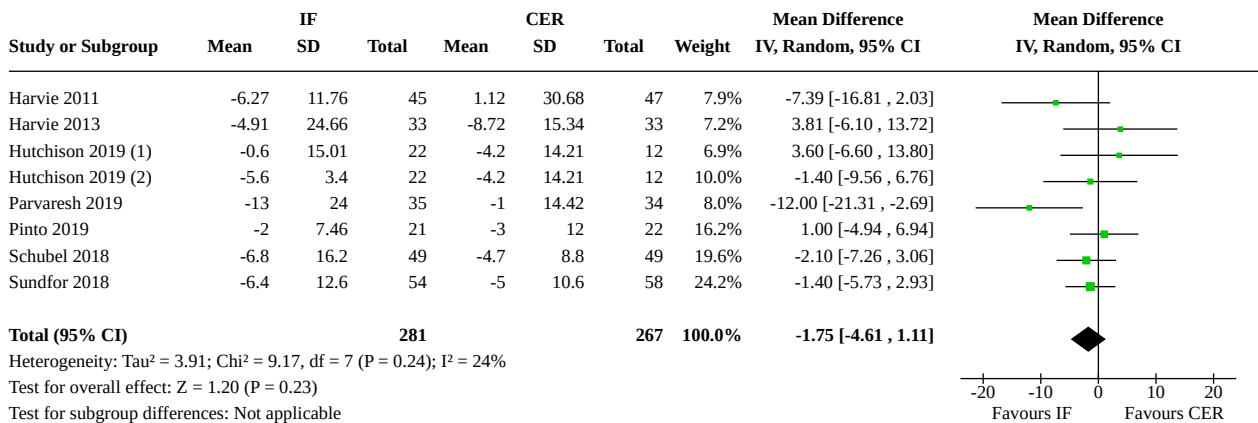 IF CER Mean Difference Mean Difference
Study or Subgroup Mean SD Total Mean SD Total Weight IV, Random, 95% CI IV, Random, 95% CI
Harvie 2011 -6.27 11.76 45 1.12 30.68 47 7.9% -7.39 [-16.81 , 2.03]
Harvie 2013 -4.91 24.66 33 -8.72 15.34 33 7.2% 3.81 [-6.10 , 13.72]
Hutchison 2019 (1) -0.6 15.01 22 -4.2 14.21 12 6.9% 3.60 [-6.60 , 13.80]
Hutchison 2019 (2) -5.6 3.4 22 -4.2 14.21 12 10.0% -1.40 [-9.56 , 6.76]
Parvaresh 2019 -13 24 35 -1 14.42 34 8.0% -12.00 [-21.31 , -2.69]
Pinto 2019 -2 7.46 21 -3 12 22 16.2% 1.00 [-4.94 , 6.94]
Schubel 2018 -6.8 16.2 49 -4.7 8.8 49 19.6% -2.10 [-7.26 , 3.06]
Sundfor 2018 -6.4 12.6 54 -5 10.6 58 24.2% -1.40 [-5.73 , 2.93]
Total (95% CI) 281 267 100.0% -1.75 [-4.61 , 1.11]
Heterogeneity: Tau² = 3.91; Chi² = 9.17, df = 7 (P = 0.24); I² = 24%
Test for overall effect: Z = 1.20 (P = 0.23)
Test for subgroup differences: Not applicable
-20 -10 0 10 20
Favours IF Favours CER